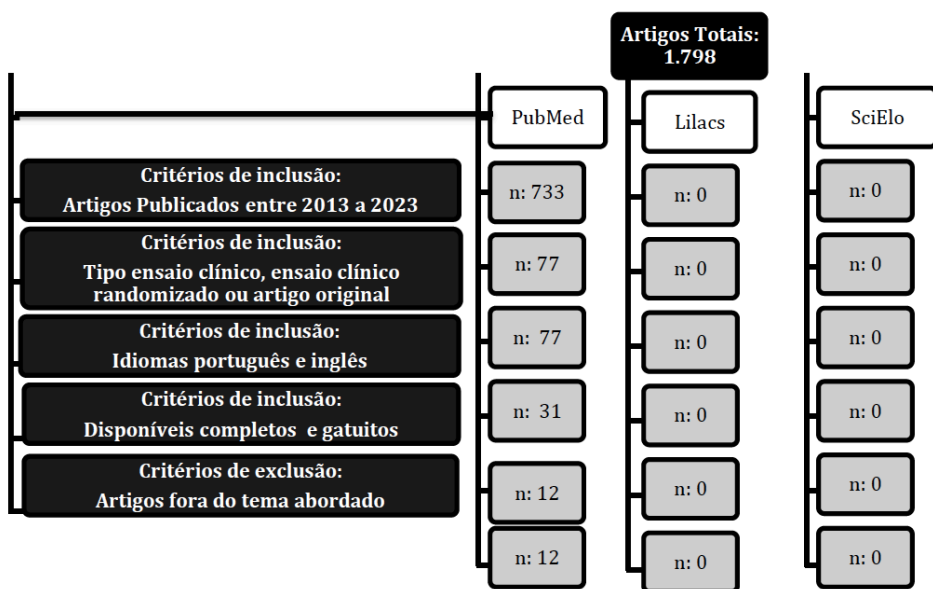 Artigos Totais:
1.798
PubMed
Lilacs
SciElo
Critérios de inclusão:
Artigos Publicados entre 2013 a 2023
n: 733
n: 0
n: 0
Critérios de inclusão:
Tipo ensaio clínico, ensaio clínico
randomizado ou artigo original
n: 77
n: 0
n: 0
Critérios de inclusão:
Idiomas português e inglês
n: 77
n: 0
n: 0
Critérios de inclusão:
Disponíveis completos e gatuitos
n: 31
n: 0
n: 0
Critérios de exclusão:
Artigos fora do tema abordado
n: 12
n: 0
n: 0
n: 12
n: 0
n: 0